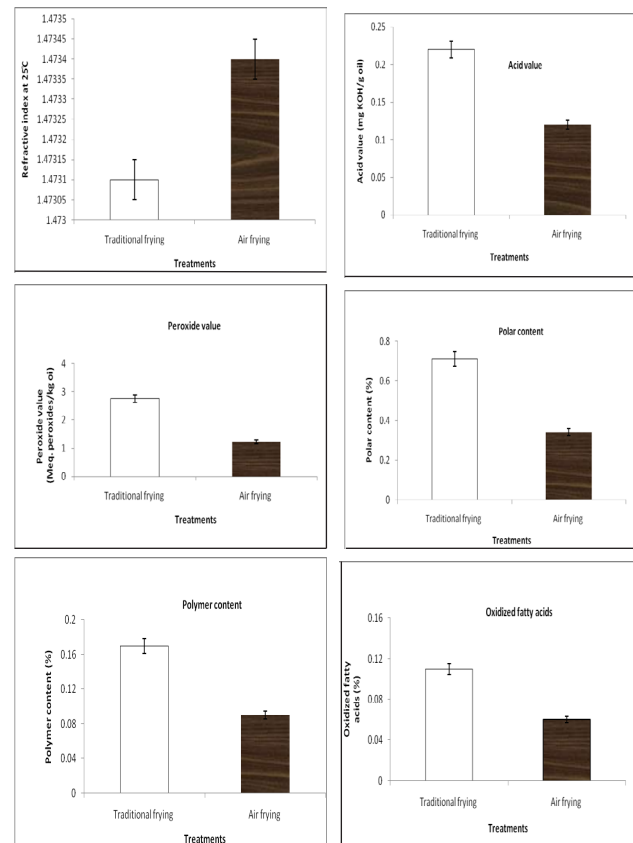 Refractive index at 25℃
1.47345
1.4734
1.47335
1.4733
1.47325
1.4732
1.47315
1.4731
1.47305
1.473
Traditional frying
Air frying
Treatments
Acid value
Acid value (mg KOH/g oil)
0.25
0.2
0.15
0.1
0.05
0
Traditional frying
Air frying
Treatments
Peroxide value
Peroxide value
(Meq. peroxides/kg oi)
4
3
2
1
0
Traditional frying
Air frying
Treatments
Polar content
Polar content (%)
0.8
0.6
0.4
0.2
0
Traditional frying
Air frying
Treatments
Polymer content
Polymer content (%)
0.2
0.16
0.12
0.08
0.04
0
Traditional frying
Air frying
Treatments
Oxidized fatty acids
Oxidized fatty
acids (%)
0.16
0.12
0.08
0.04
0
Traditional frying
Air frying
Treatments